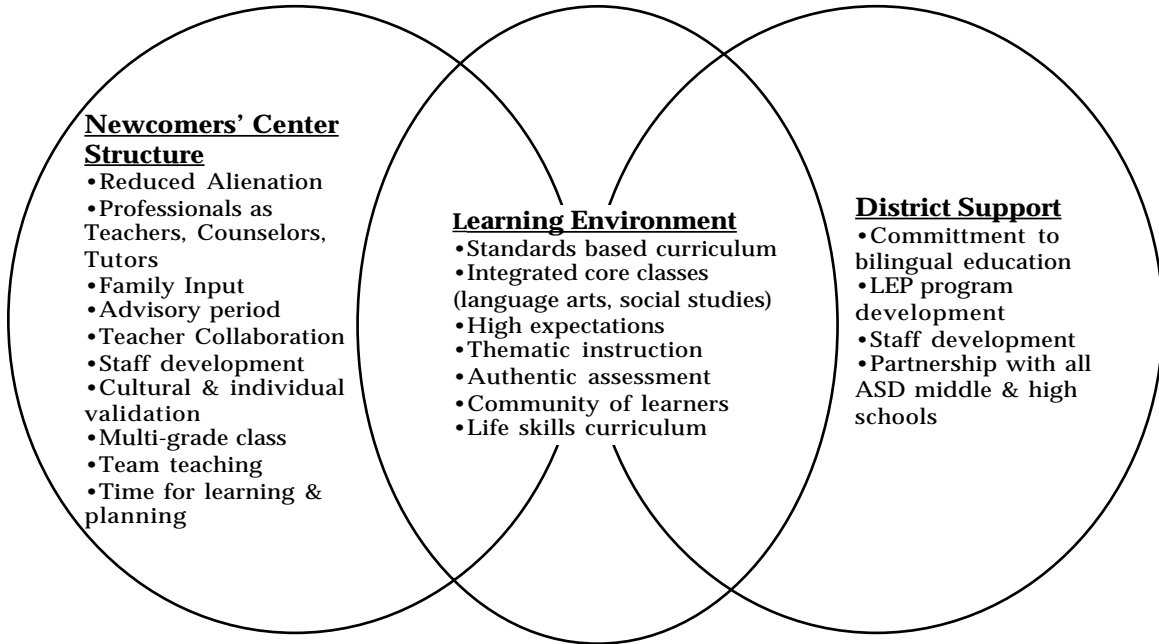 Newcomers' Center
Structure
•Reduced Alienation
•Professionals as
Teachers, Counselors,
Tutors
•Family Input
•Advisory period
•Teacher Collaboration
•Staff development
•Cultural & individual
validation
•Multi-grade class
•Team teaching
•Time for learning &
planning
Learning Environment
•Standards based curriculum
•Integrated core classes
(language arts, social studies)
•High expectations
•Thematic instruction
•Authentic assessment
•Community of learners
•Life skills curriculum
District Support
•Committment to
bilingual education
•LEP program
development
•Staff development
•Partnership with all
ASD middle & high
schools